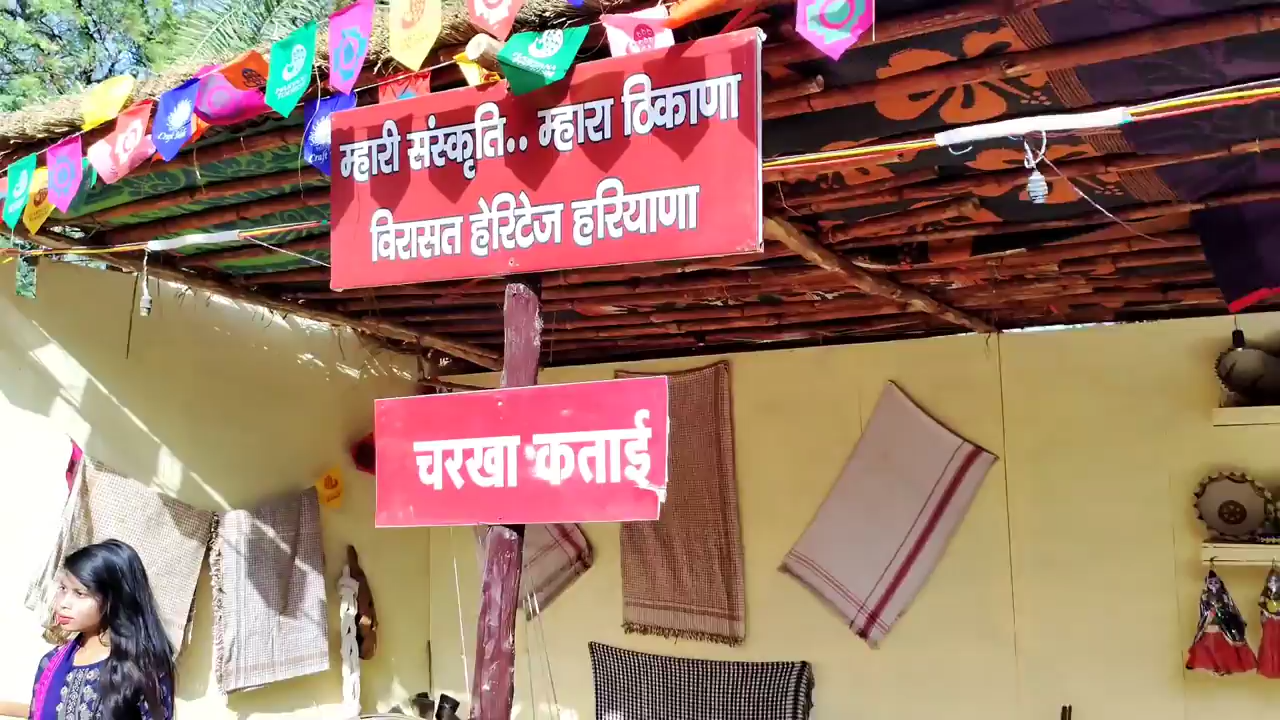 म्हारी संस्कृति.. म्हारा ठिकाणा
विरासत हेरिटेज हरियाणा
चरखा कताई